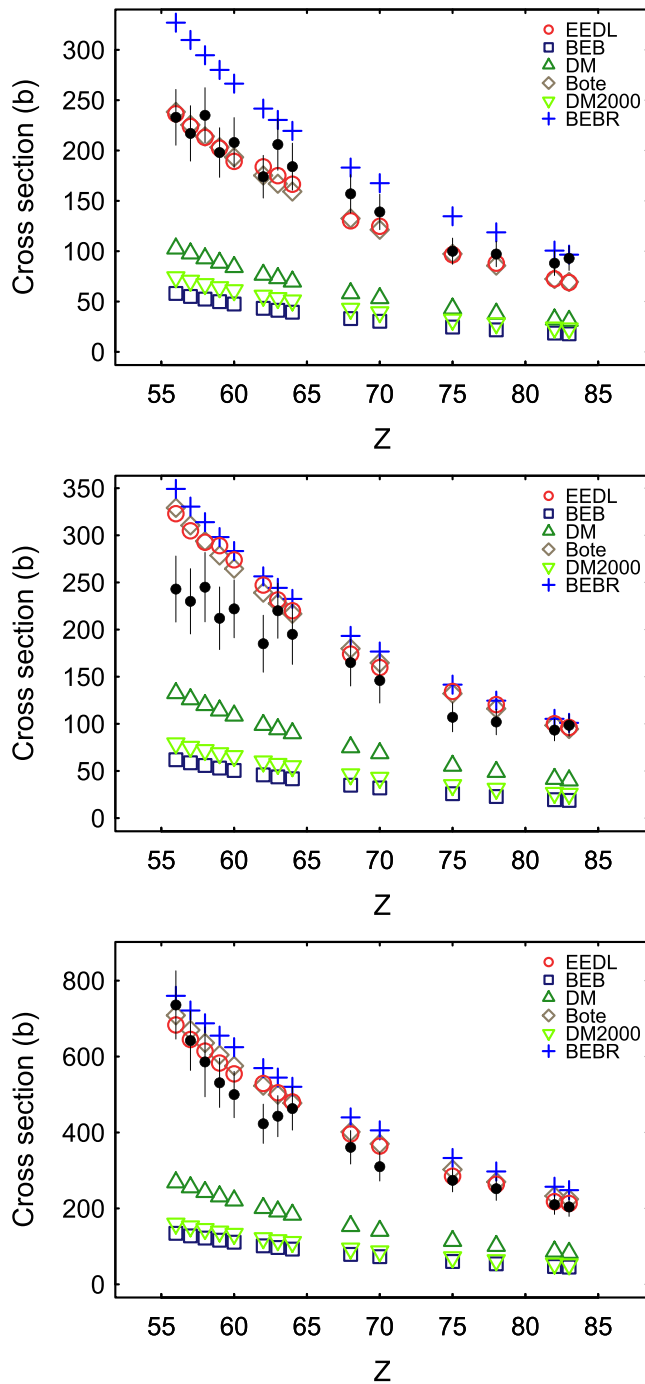 Cross section (b)
300
250
200
150
100
50
0
EEDL
BEB
DM
Bote
DM2000
BEBR
55 60 65 70 75 80 85
Z
Cross section (b)
350
300
250
200
150
100
50
0
EEDL
BEB
DM
Bote
DM2000
BEBR
55 60 65 70 75 80 85
Z
Cross section (b)
800
600
400
200
0
EEDL
BEB
DM
Bote
DM2000
BEBR
55 60 65 70 75 80 85
Z